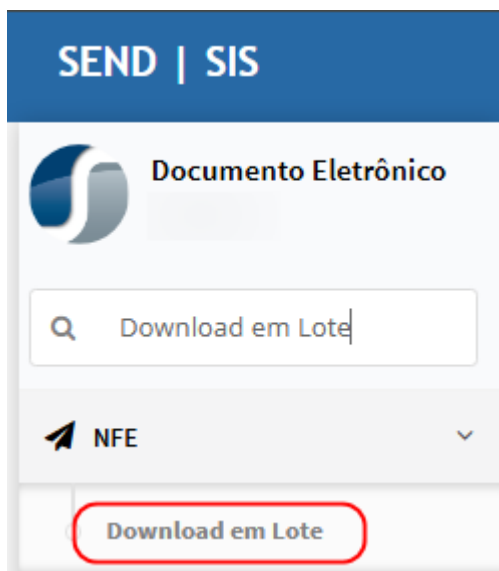 SEND | SIS
Documento Eletrônico
Download em Lote
NFE
Download em Lote